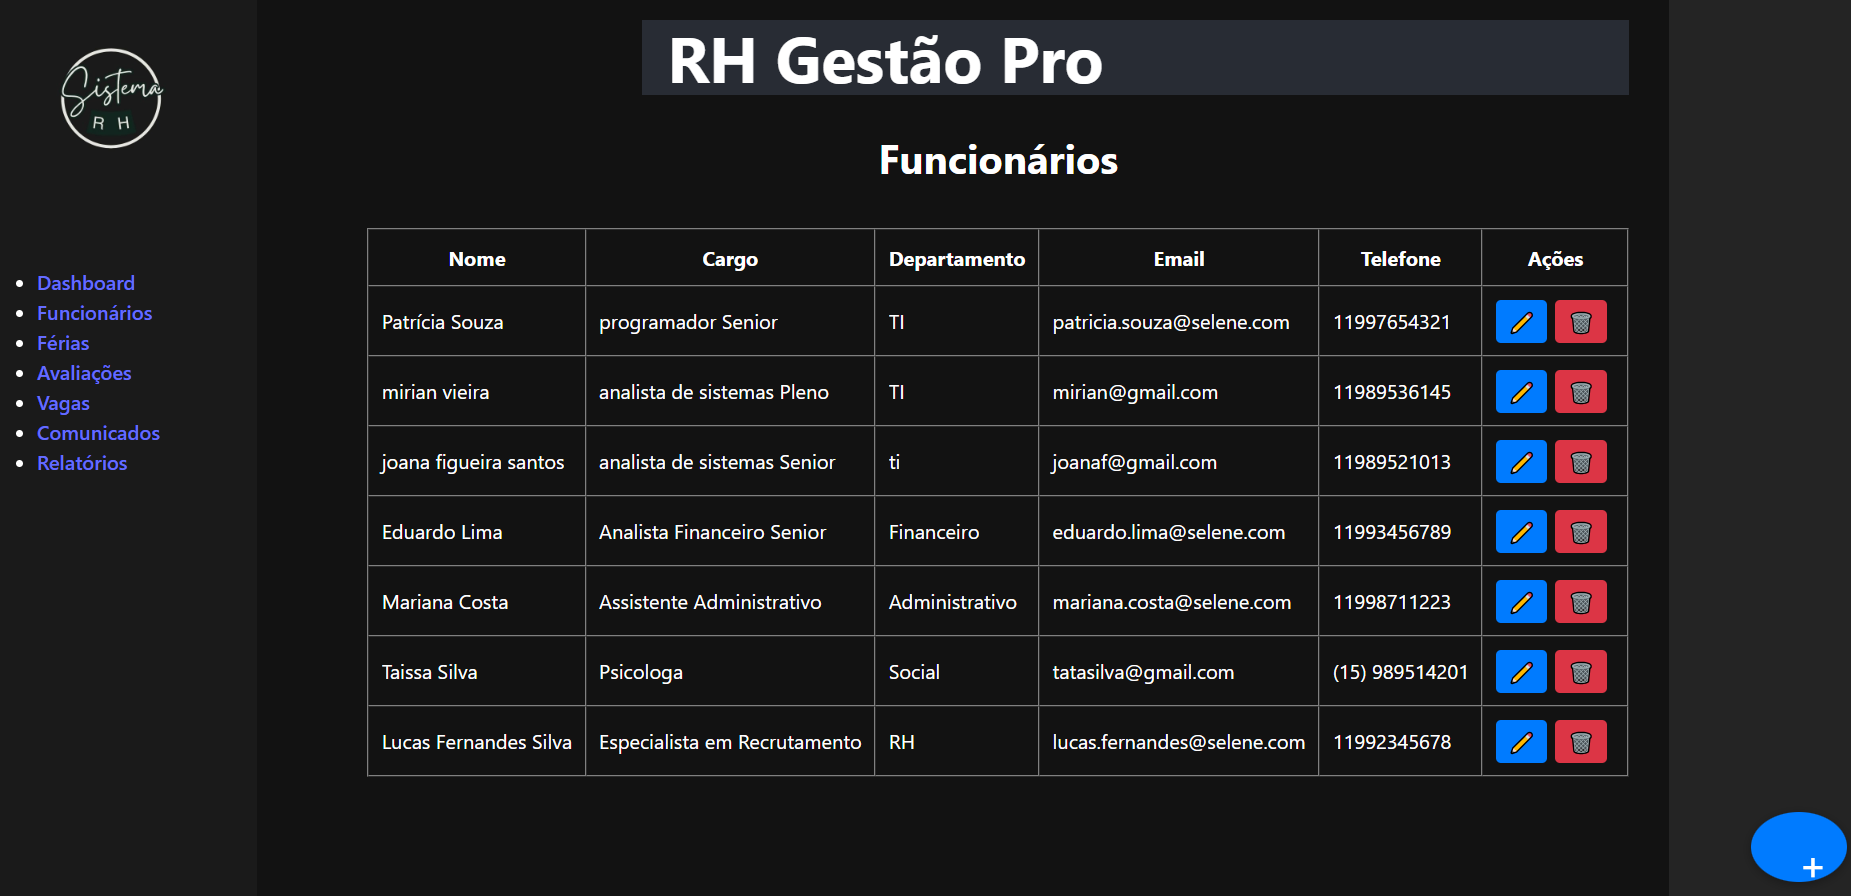 Sistema
R H
Dashboard
Funcionários
Férias
Avaliações
Vagas
Comunicados
Relatórios
RH Gestão Pro
Funcionários
Nome Cargo Departamento Email Telefone Ações
Patrícia Souza programador Senior TI patricia.souza@selene.com 11997654321
mirian vieira analista de sistemas Pleno TI mirian@gmail.com 11989536145
joana figueira santos analista de sistemas Senior ti joanaf@gmail.com 11989521013
Eduardo Lima Analista Financeiro Senior Financeiro eduardo.lima@selene.com 11993456789
Mariana Costa Assistente Administrativo Administrativo mariana.costa@selene.com 11998711223
Taissa Silva Psicologa Social tatasilva@gmail.com (15) 989514201
Lucas Fernandes Silva Especialista em Recrutamento RH lucas.fernandes@selene.com 11992345678
+